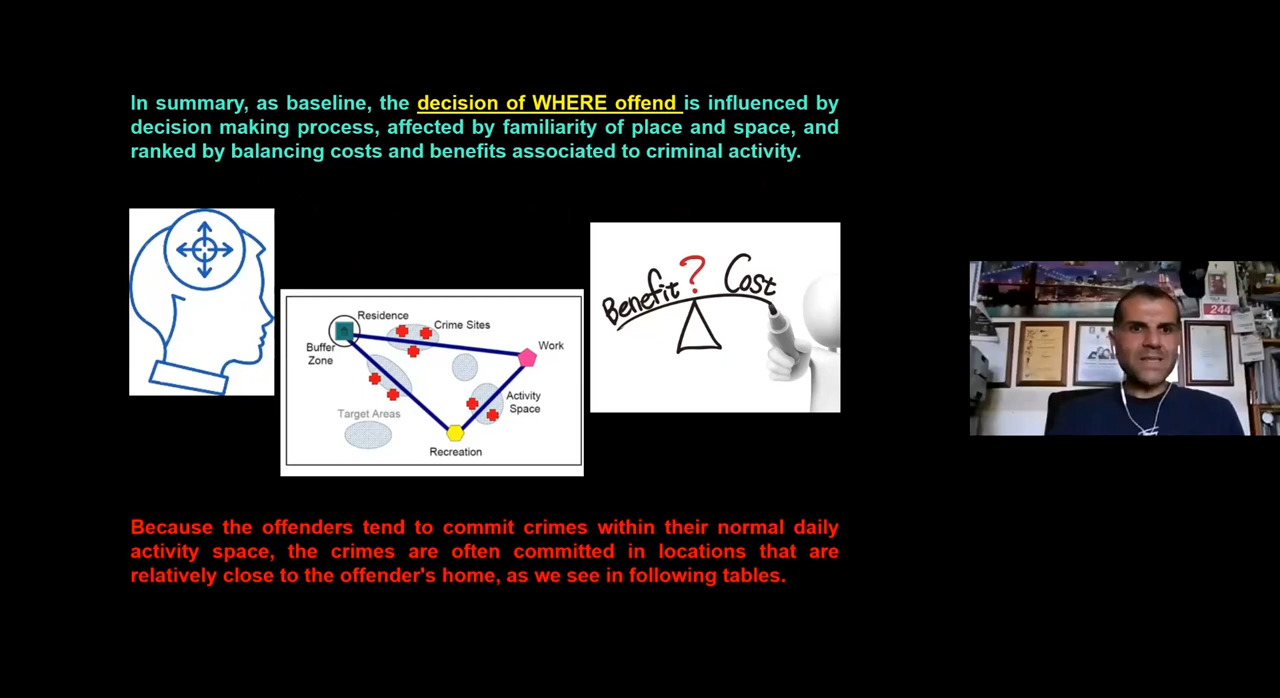 In summary, as baseline, the decision of WHERE offend is influenced by
decision making process, affected by familiarity of place and space, and
ranked by balancing costs and benefits associated to criminal activity.
Residence
Crime Sites
Buffer
Zone
Work
Activity
Space
Target Areas
Recreation
Benefit ? Cost
244
Because the offenders tend to commit crimes within their normal daily
activity space, the crimes are often committed in locations that are
relatively close to the offender's home, as we see in following tables.